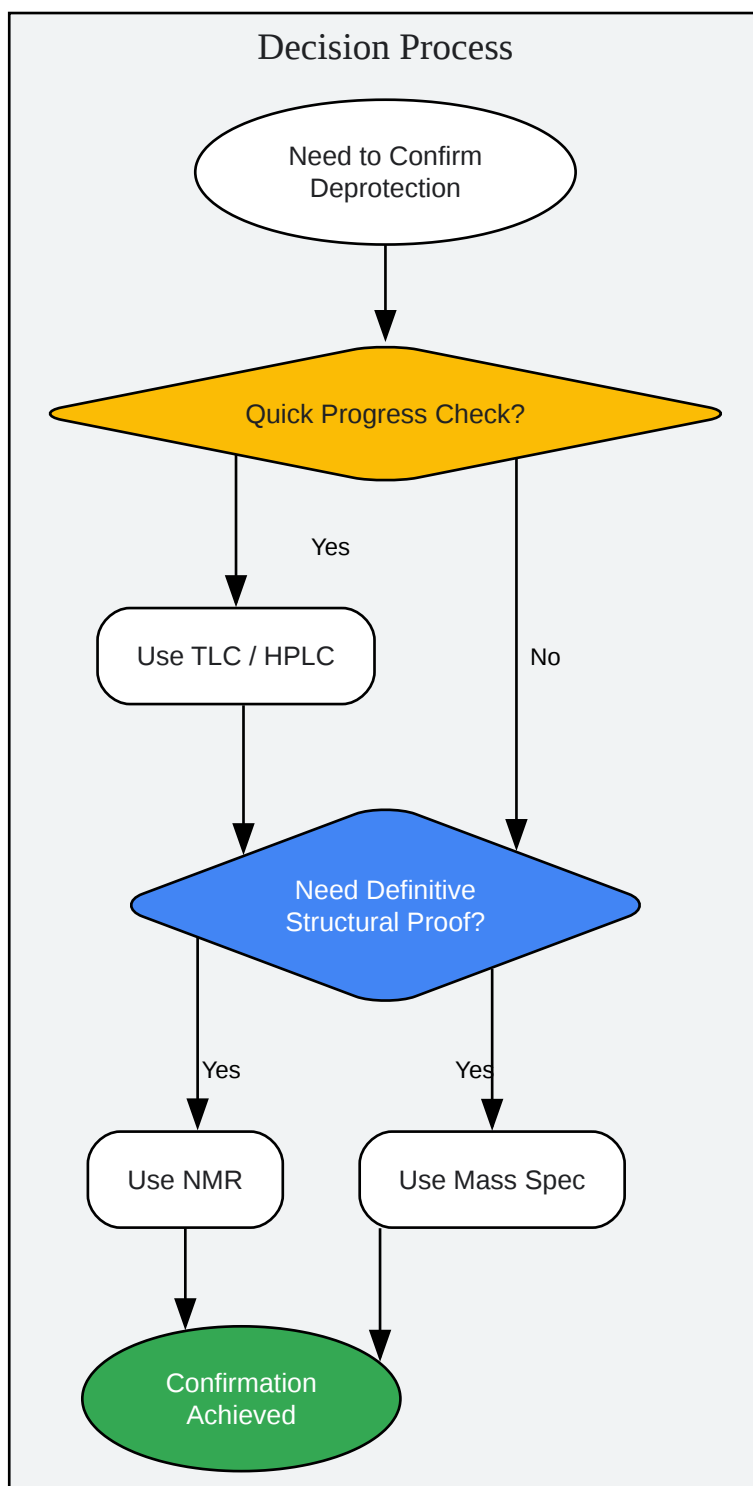 Decision Process
Need to Confirm
Deprotection
Quick Progress Check?
Yes
Use TLC / HPLC
No
Need Definitive
Structural Proof?
Yes
Yes
Use NMR
Use Mass Spec
Confirmation
Achieved